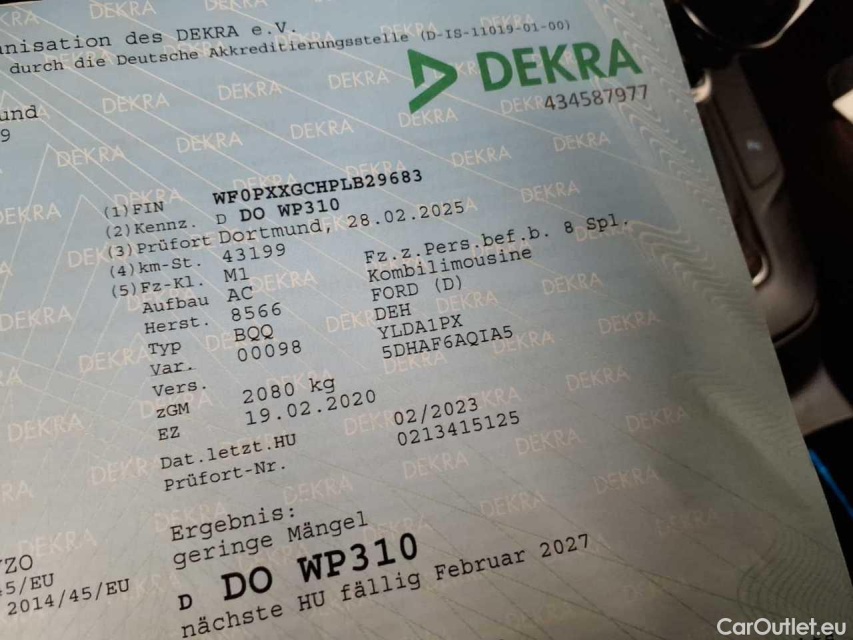 nisation des DEKRA e.V.
durch die Deutsche Akkreditierungsstelle (D-IS-11019-01-00)
DEKRA
434587977
und
9
(1)FIN WF0PXXGCHPLB29683
(2)Kennz. D DO WP310
(3)Prüfort Dortmund, 28.02.2025
(4)km-St. 43199
(5)Fz-Kl. M1 Fz.z.Pers.bef.b. 8 Spl.
Aufbau AC Kombilimousine
Herst. 8566 FORD (D)
Typ BQQ DEH
Var. 00098 YLDA1PX
Vers. 5DHAF6AQIA5
zGM 2080 kg
EZ 19.02.2020
Dat.letzt.HU 02/2023
Prüfort-Nr. 0213415125
Ergebnis:
geringe Mängel
D DO WP310
nächste HU fällig Februar 2027
VZO
45/EU
2014/45/EU
CarOutlet.eu